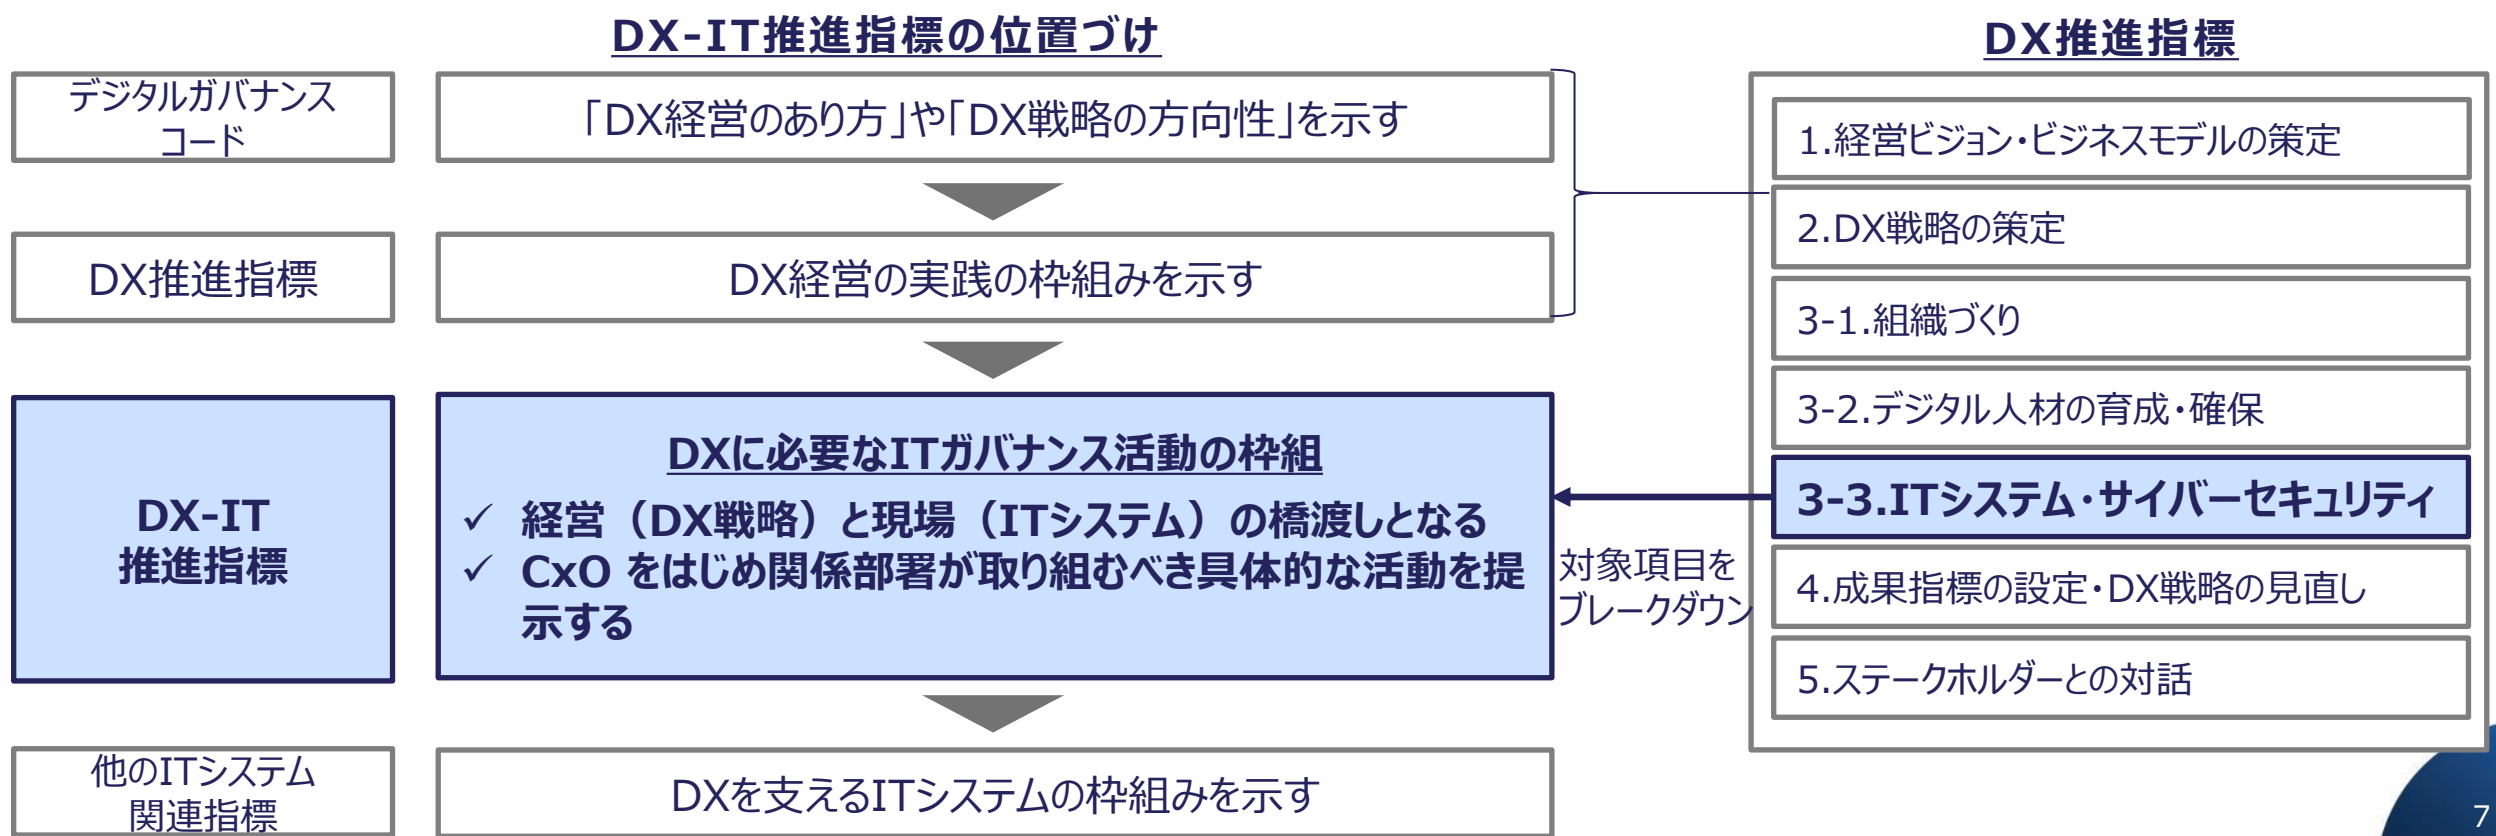 DX-IT推進指標の位置づけ
デジタルガバナンス
コード
「DX経営のあり方」や「DX戦略の方向性」を示す
DX推進指標
DX経営の実践の枠組みを示す
DX-IT
推進指標
DXに必要なITガバナンス活動の枠組
✓ 経営（DX戦略）と現場（ITシステム）の橋渡しとなる
✓ CxO をはじめ関係部署が取り組むべき具体的な活動を提
示する
他のITシステム
関連指標
DXを支えるITシステムの枠組みを示す
対象項目を
ブレークダウン
DX推進指標
1.経営ビジョン・ビジネスモデルの策定
2.DX戦略の策定
3-1.組織づくり
3-2.デジタル人材の育成・確保
3-3.ITシステム・サイバーセキュリティ
4.成果指標の設定・DX戦略の見直し
5.ステークホルダーとの対話
7